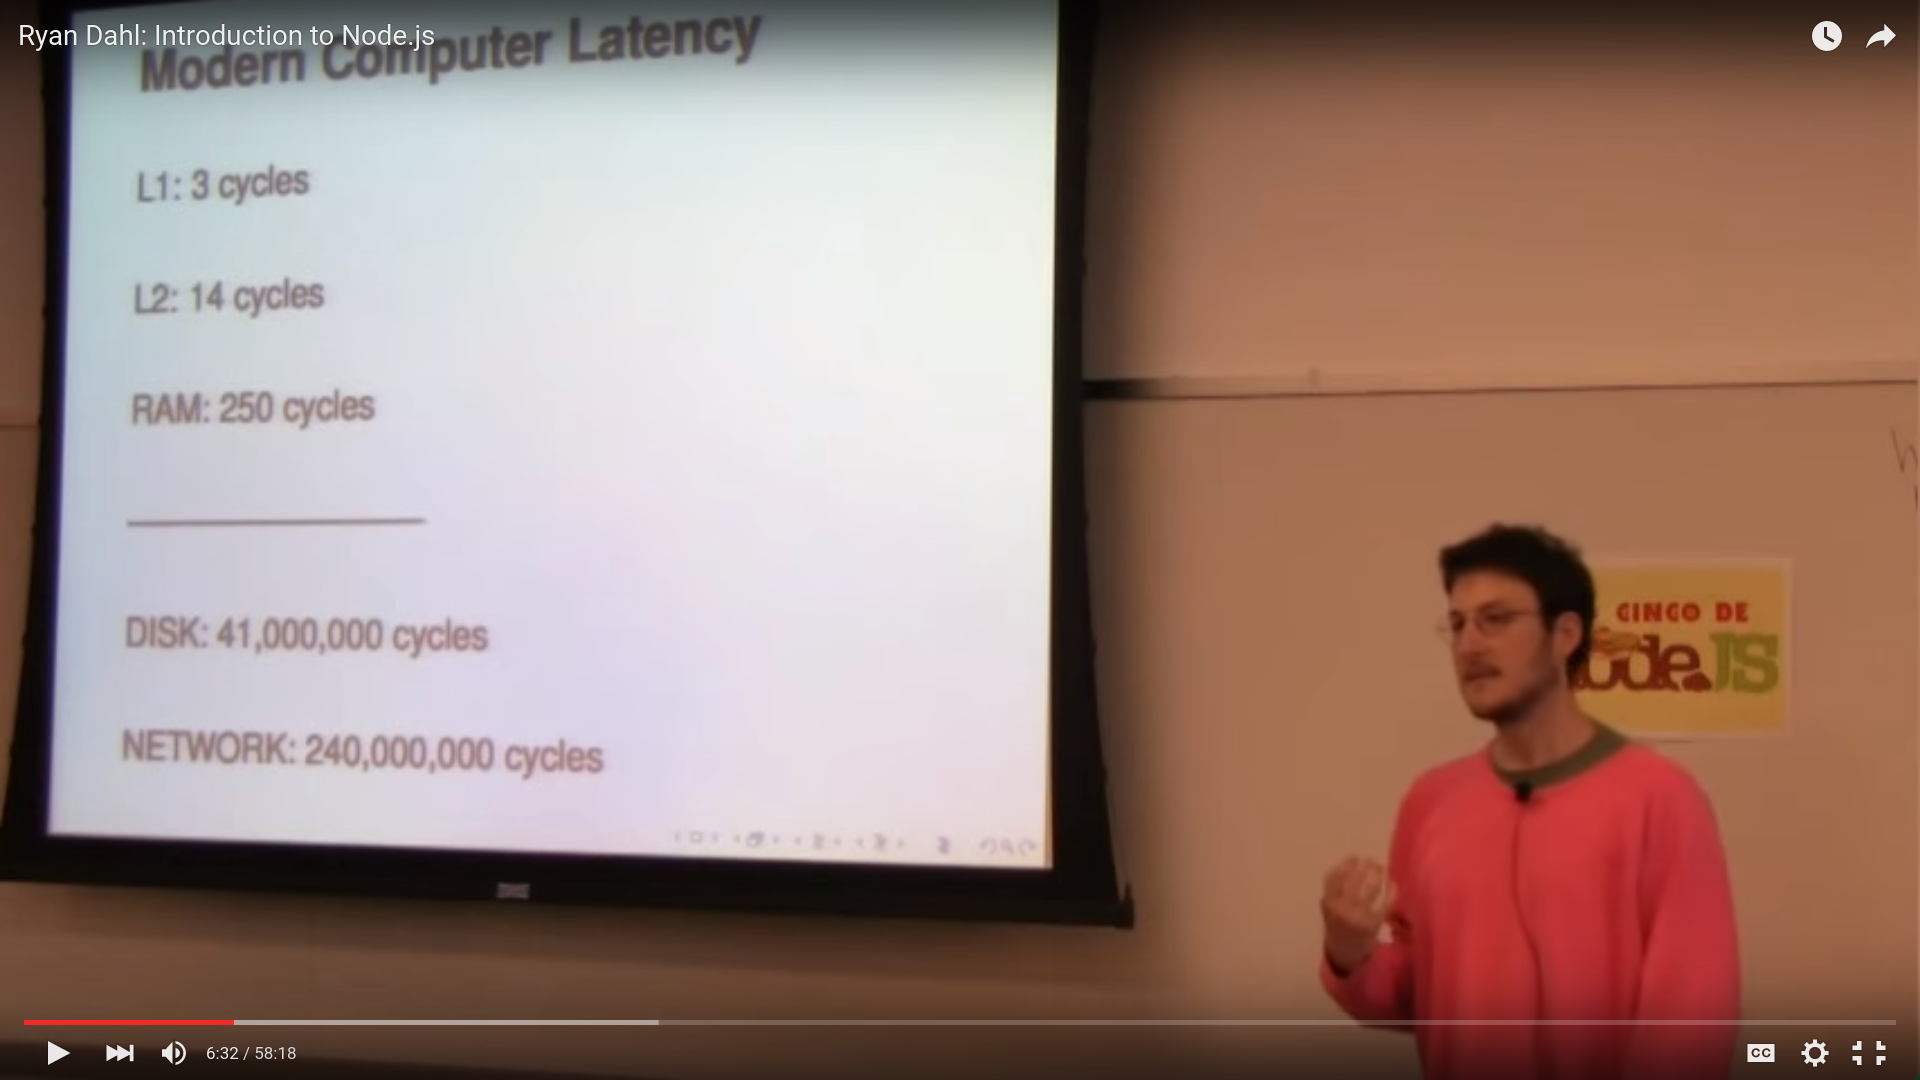 Ryan Dahl: Introduction to Node.js
Modern Computer Latency
L1: 3 cycles
L2: 14 cycles
RAM: 250 cycles
DISK: 41,000,000 cycles
NETWORK: 240,000,000 cycles
CINCO DE
odeJS
6:32 / 58:18
CC